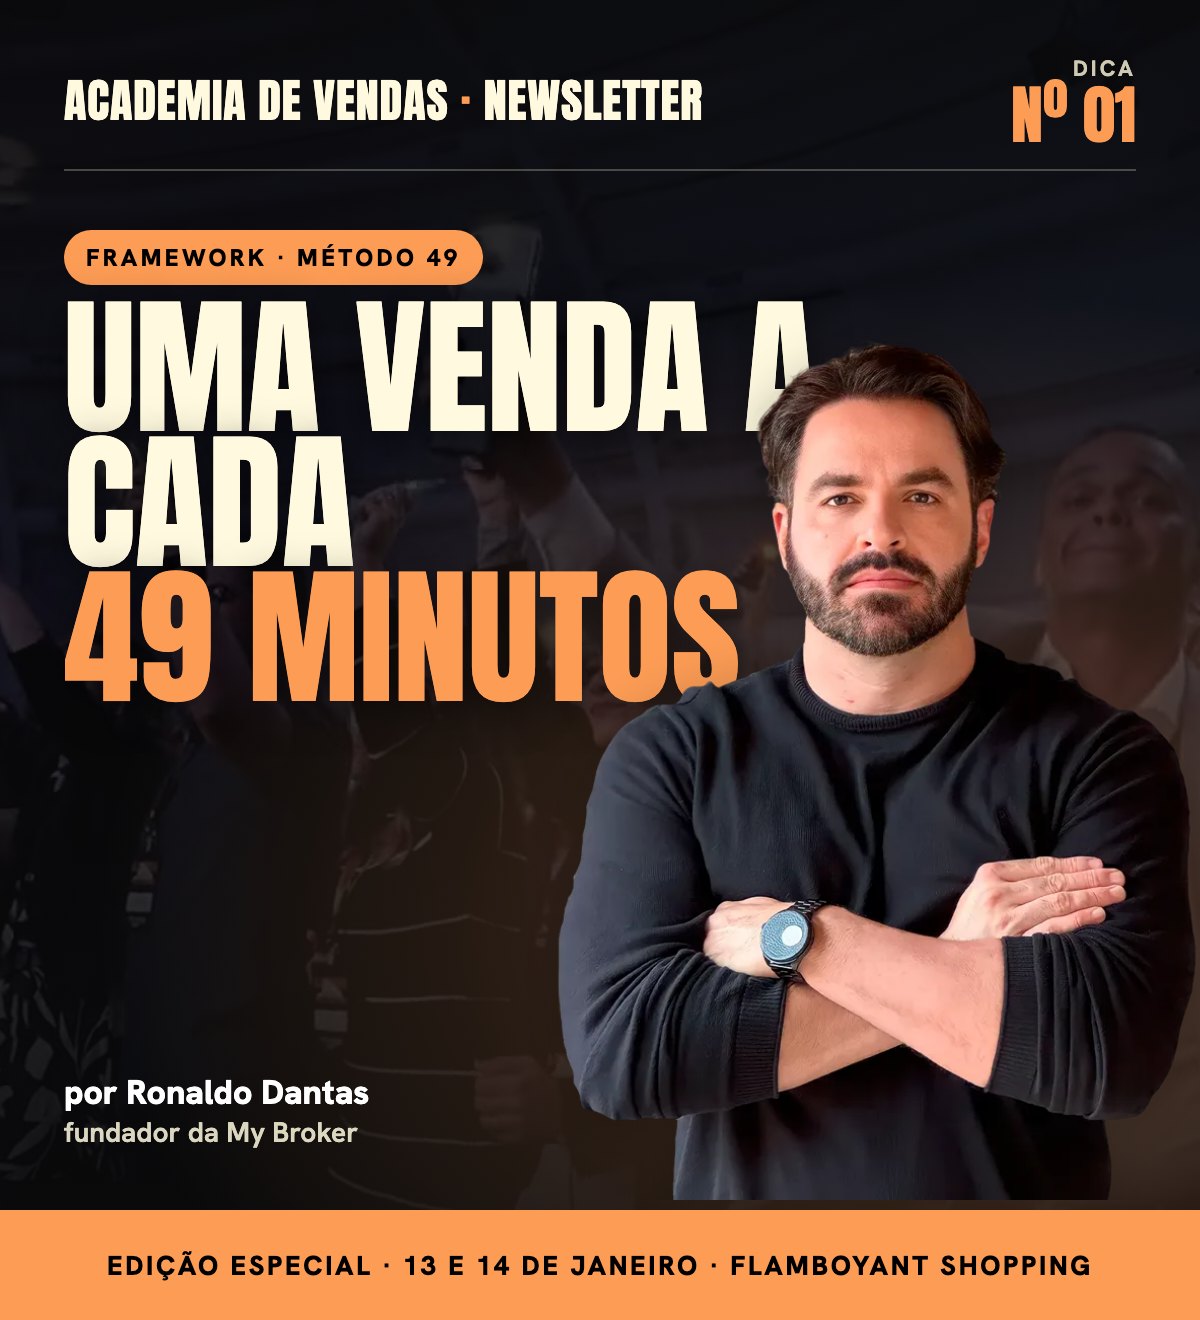 ACADEMIA DE VENDAS · NEWSLETTER
DICA
Nº 01
FRAMEWORK · MÉTODO 49
UMA VENDA A
CADA
49 MINUTOS
por Ronaldo Dantas
fundador da My Broker
EDIÇÃO ESPECIAL · 13 E 14 DE JANEIRO · FLAMBOYANT SHOPPING